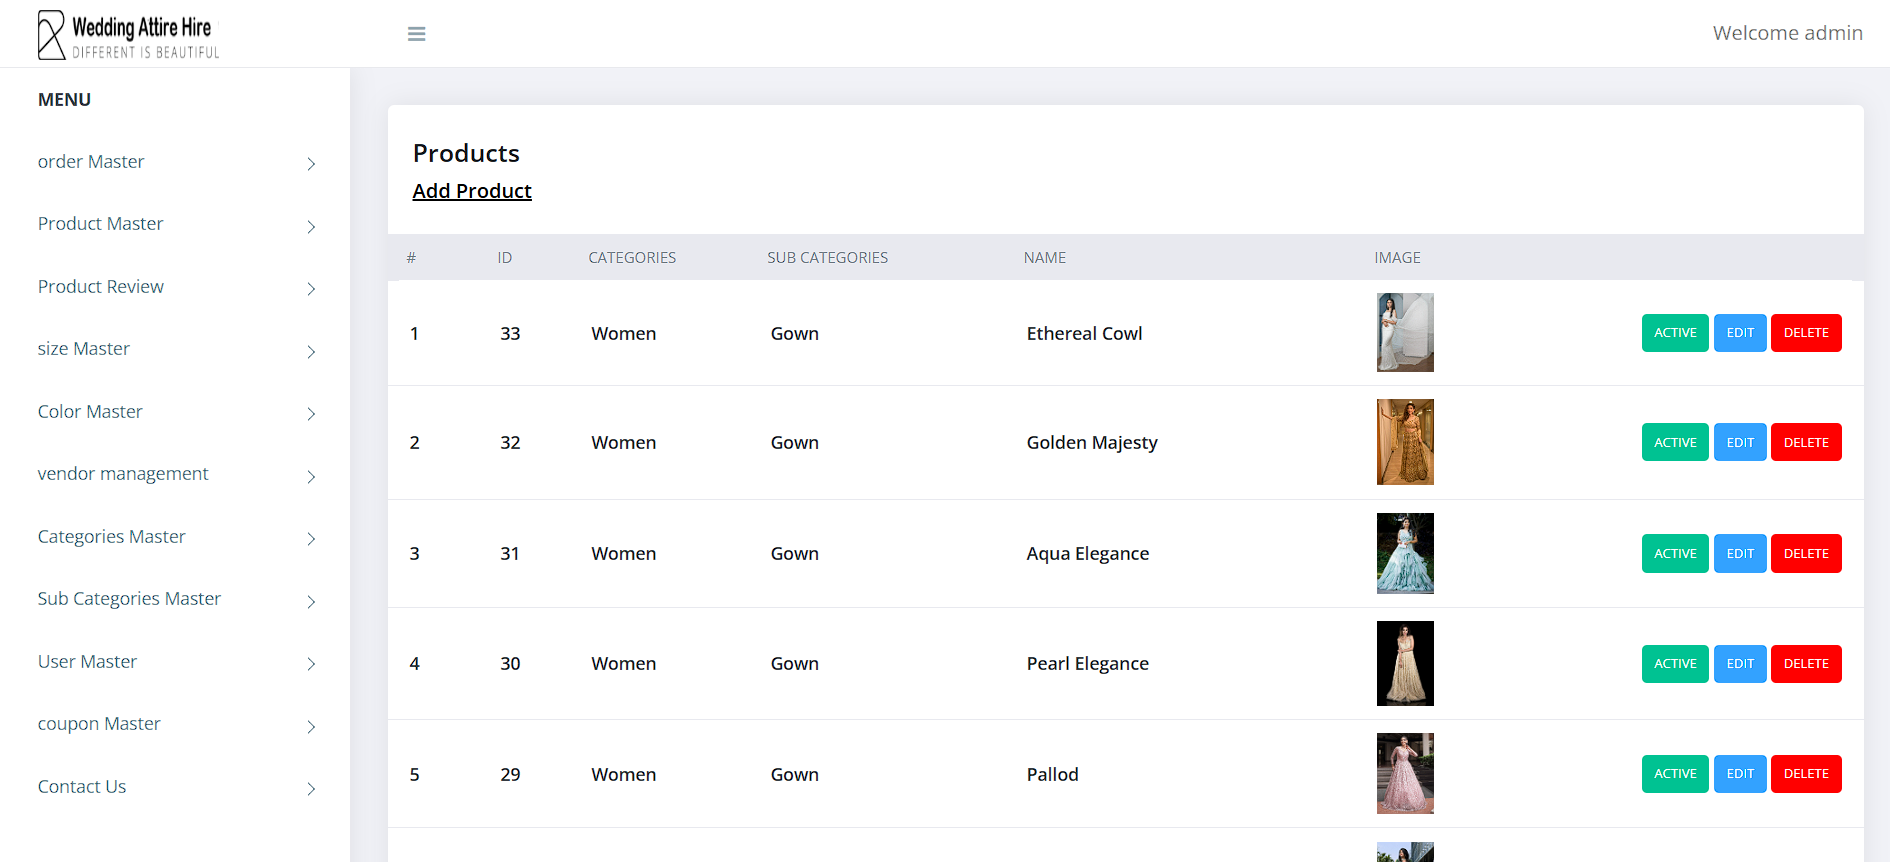 Wedding Attire Hire
DIFFERENT IS BEAUTIFUL
Welcome admin
MENU
order Master
Product Master
Product Review
size Master
Color Master
vendor management
Categories Master
Sub Categories Master
User Master
coupon Master
Contact Us
Products
Add Product
# ID CATEGORIES SUB CATEGORIES NAME IMAGE
1 33 Women Gown Ethereal Cowl ACTIVE EDIT DELETE
2 32 Women Gown Golden Majesty ACTIVE EDIT DELETE
3 31 Women Gown Aqua Elegance ACTIVE EDIT DELETE
4 30 Women Gown Pearl Elegance ACTIVE EDIT DELETE
5 29 Women Gown Pallod ACTIVE EDIT DELETE